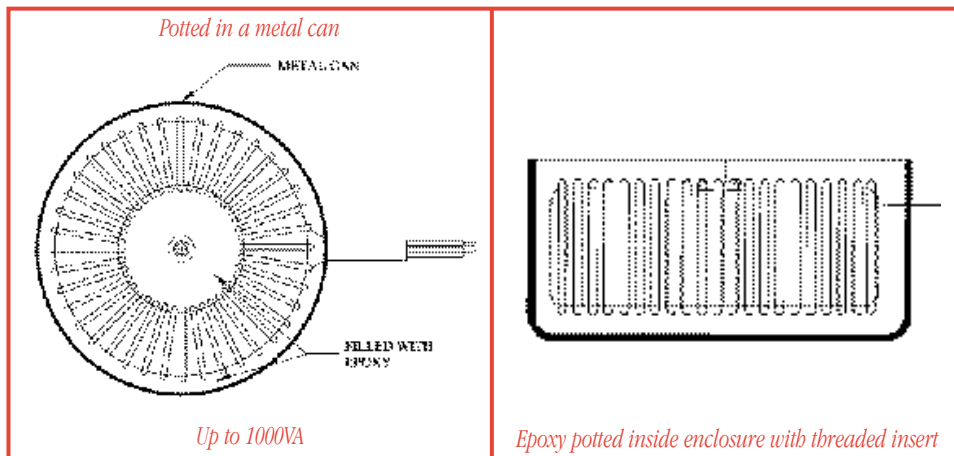 Potted in a metal can
METAL CAN
FILLED WITH
EPOXY
Up to 1000VA
Epoxy potted inside enclosure with threaded insert